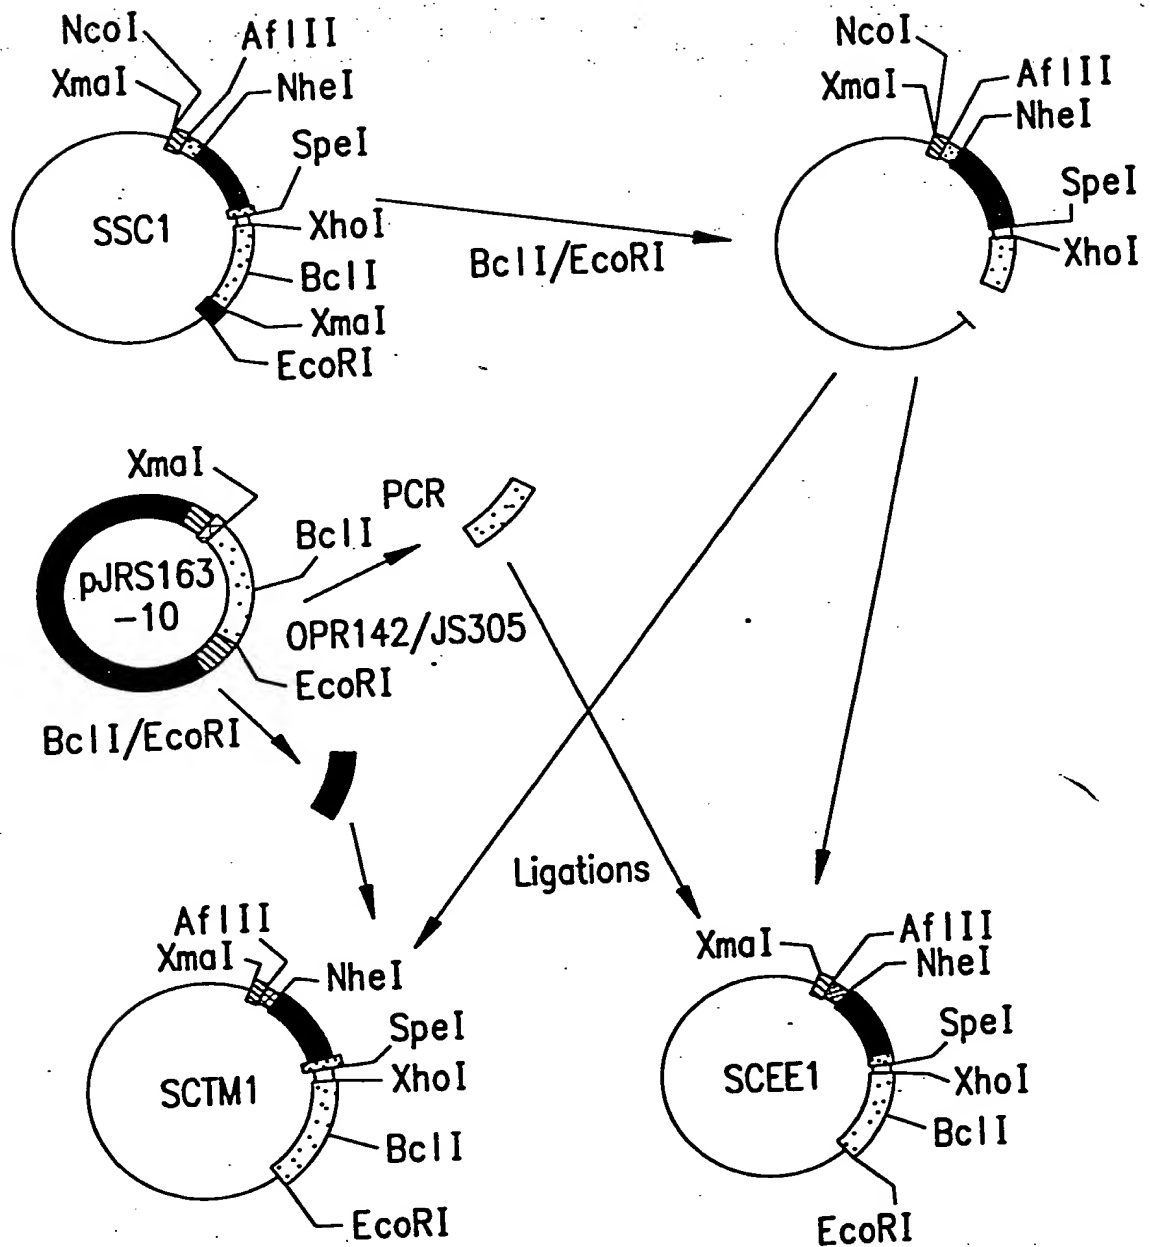 NcoI
AflII
XmaI
NheI
SpeI
SSC1
XhoI
BclI
XmaI
EcoRI
BclI/EcoRI
NcoI
XmaI
AflII
NheI
SpeI
XhoI
XmaI
PCR
BclI
pJRS163
-10
OPR142/JS305
EcoRI
BclI/EcoRI
Ligations
AflII
XmaI
NheI
SpeI
SCTM1
XhoI
BclI
EcoRI
XmaI
AflII
NheI
SpeI
SCEE1
XhoI
BclI
EcoRI